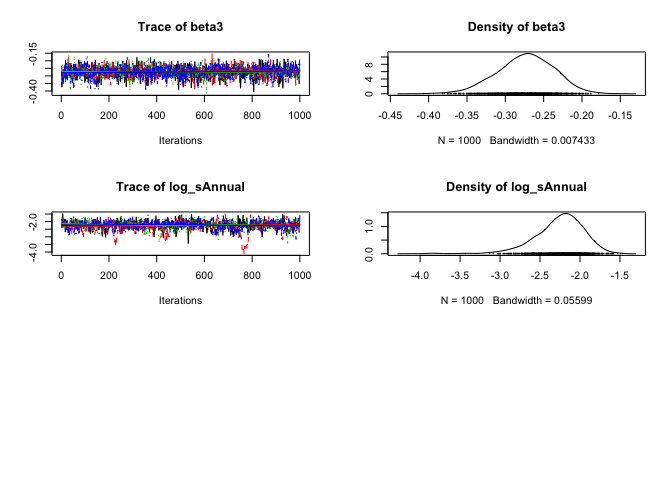 Trace of beta3
-0.15
-0.40
0 200 400 600 800 1000
Iterations
Density of beta3
8
4
0
-0.45 -0.40 -0.35 -0.30 -0.25 -0.20 -0.15
N = 1000 Bandwidth = 0.007433
Trace of log_sAnnual
-2.0
-4.0
0 200 400 600 800 1000
Iterations
Density of log_sAnnual
1.0
0.0
-4.0 -3.5 -3.0 -2.5 -2.0 -1.5
N = 1000 Bandwidth = 0.05599